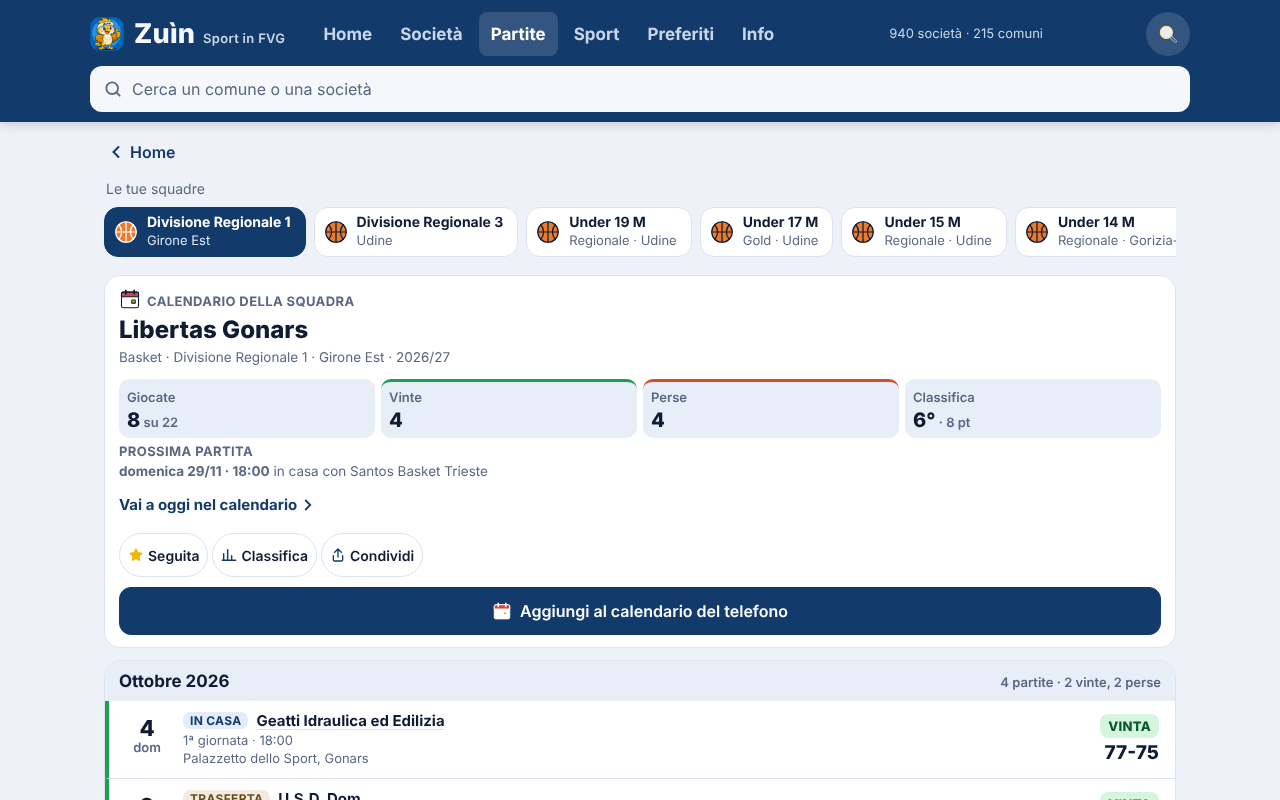 Zuìn Sport in FVG
Home Società Partite Sport Preferiti Info
940 società · 215 comuni
Cerca un comune o una società
Home
Le tue squadre
Divisione Regionale 1
Girone Est
Divisione Regionale 3
Udine
Under 19 M
Regionale · Udine
Under 17 M
Gold · Udine
Under 15 M
Regionale · Udine
Under 14 M
Regionale · Gorizia-
CALENDARIO DELLA SQUADRA
Libertas Gonars
Basket · Divisione Regionale 1 · Girone Est · 2026/27
Giocate
8 su 22
Vinte
4
Perse
4
Classifica
6° · 8 pt
PROSSIMA PARTITA
domenica 29/11 · 18:00 in casa con Santos Basket Trieste
Vai a oggi nel calendario
Seguita
Classifica
Condividi
Aggiungi al calendario del telefono
Ottobre 2026
4 partite · 2 vinte, 2 perse
4
dom
IN CASA Geatti Idraulica ed Edilizia
1ª giornata · 18:00
Palazzetto dello Sport, Gonars
VINTA
77-75
TRASFERTA U.S.D. Dom